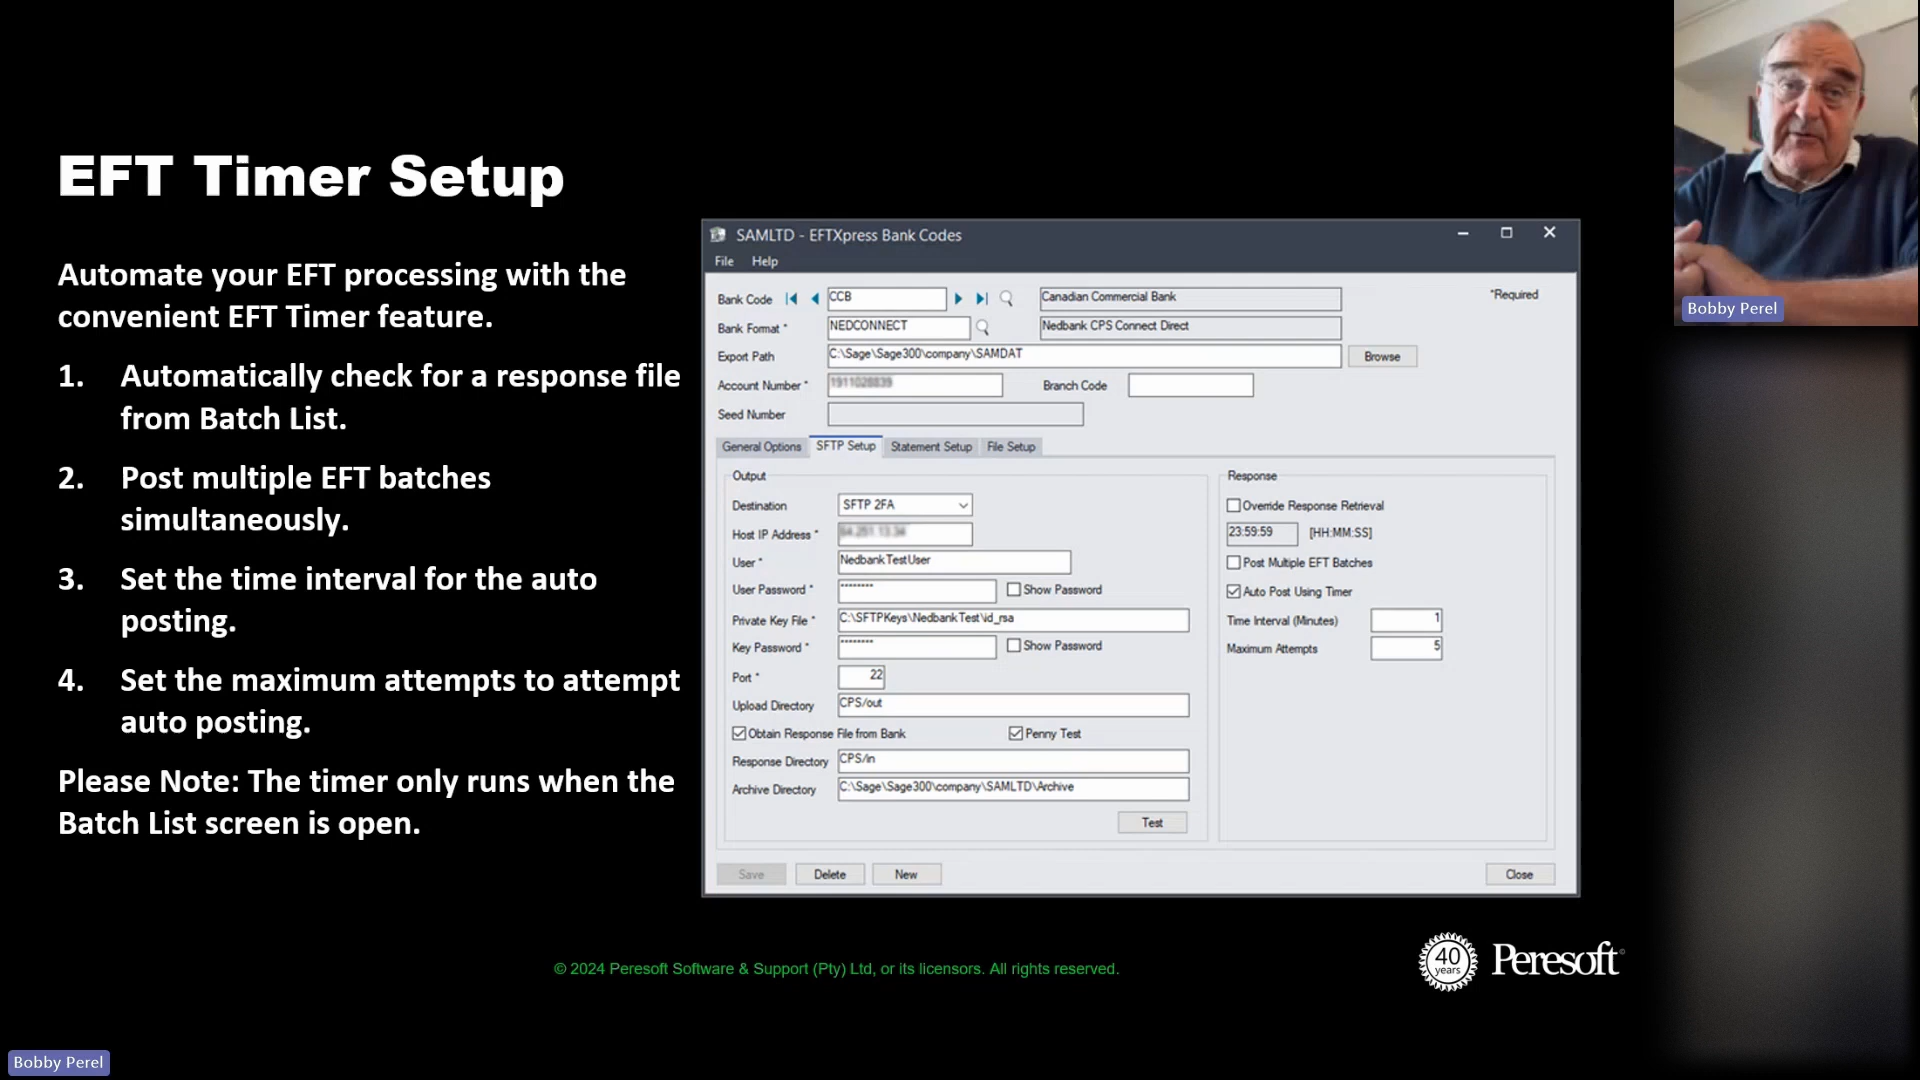 EFT Timer Setup
Automate your EFT processing with the
convenient EFT Timer feature.
1. Automatically check for a response file
from Batch List.
2. Post multiple EFT batches
simultaneously.
3. Set the time interval for the auto
posting.
4. Set the maximum attempts to attempt
auto posting.
Please Note: The timer only runs when the
Batch List screen is open.
SAMLTD - EFTXpress Bank Codes
File Help
Bank Code CCB Canadian Commercial Bank *Required
Bank Format * NEDCONNECT Nedbank CPS Connect Direct
Export Path C:\Sage\Sage300\company\SAMDAT Browse
Account Number * Branch Code
Seed Number
General Options SFTP Setup Statement Setup File Setup
Output
Destination SFTP 2FA
Host IP Address *
User * NedbankTestUser
User Password * ******** Show Password
Private Key File * C:\SFTPKeys\NedbankTest\id_rsa
Key Password * ******** Show Password
Port * 22
Upload Directory CPS/out
Obtain Response File from Bank Penny Test
Response Directory CPS/in
Archive Directory C:\Sage\Sage300\company\SAMLTD\Archive
Test
Response
Override Response Retrieval
23:59:59 [HH:MM:SS]
Post Multiple EFT Batches
Auto Post Using Timer
Time Interval (Minutes) 1
Maximum Attempts 5
Save Delete New Close
© 2024 Peresoft Software & Support (Pty) Ltd, or its licensors. All rights reserved.
40
years
Peresoft
Bobby Perel
Bobby Perel